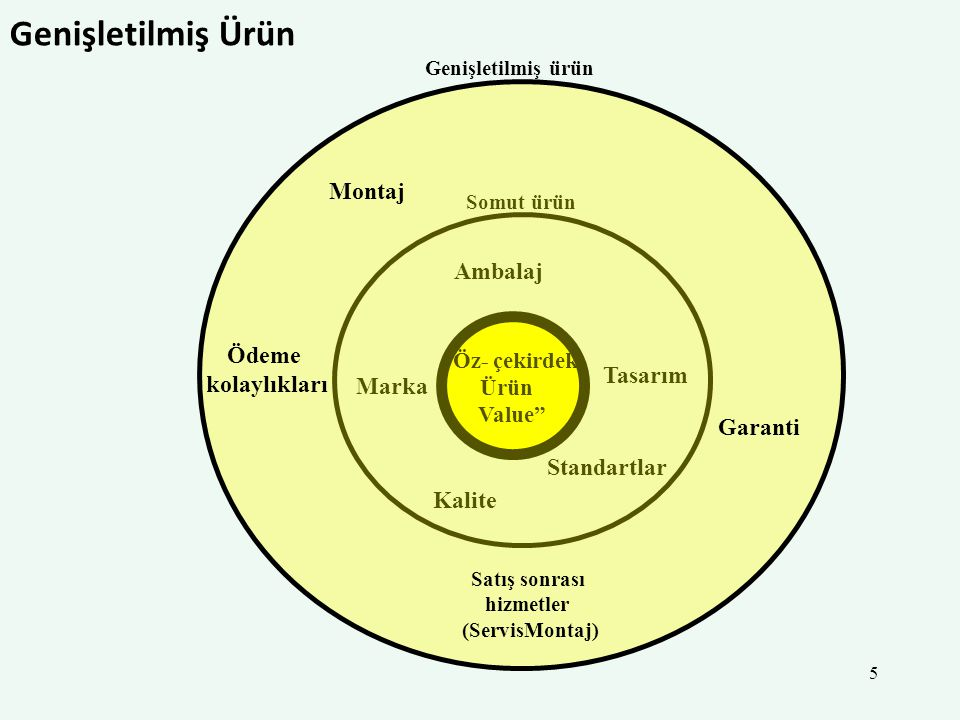 Genişletilmiş Ürün
Genişletilmiş ürün
Montaj
Somut ürün
Ambalaj
Ödeme
kolaylıkları
Marka
Öz- çekirdek
Ürün
Value”
Tasarım
Garanti
Standartlar
Kalite
Satış sonrası
hizmetler
(ServisMontaj)
5